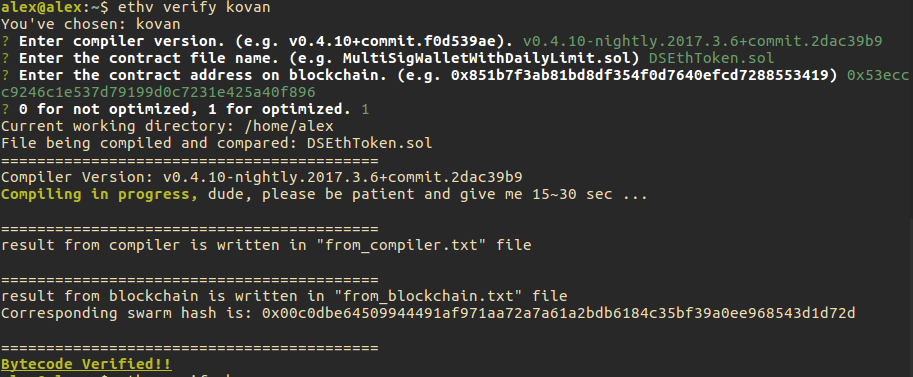 alex@alex:~$ ethv verify kovan
You've chosen: kovan
? Enter compiler version. (e.g. v0.4.10+commit.f0d539ae). v0.4.10-nightly.2017.3.6+commit.2dac39b9
? Enter the contract file name. (e.g. MultiSigWalletWithDailyLimit.sol) DSEthToken.sol
? Enter the contract address on blockchain. (e.g. 0x851b7f3ab81bd8df354f0d7640efcd7288553419) 0x53ecc
c9246c1e537d79199d0c7231e425a40f896
? 0 for not optimized, 1 for optimized. 1
Current working directory: /home/alex
File being compiled and compared: DSEthToken.sol
==========================================
Compiler Version: v0.4.10-nightly.2017.3.6+commit.2dac39b9
Compiling in progress, dude, please be patient and give me 15~30 sec ...
==========================================
result from compiler is written in "from_compiler.txt" file
==========================================
result from blockchain is written in "from_blockchain.txt" file
Corresponding swarm hash is: 0x00c0dbe64509944491af971aa72a7a61a2bdb6184c35bf39a0ee968543d1d72d
==========================================
Bytecode Verified!!